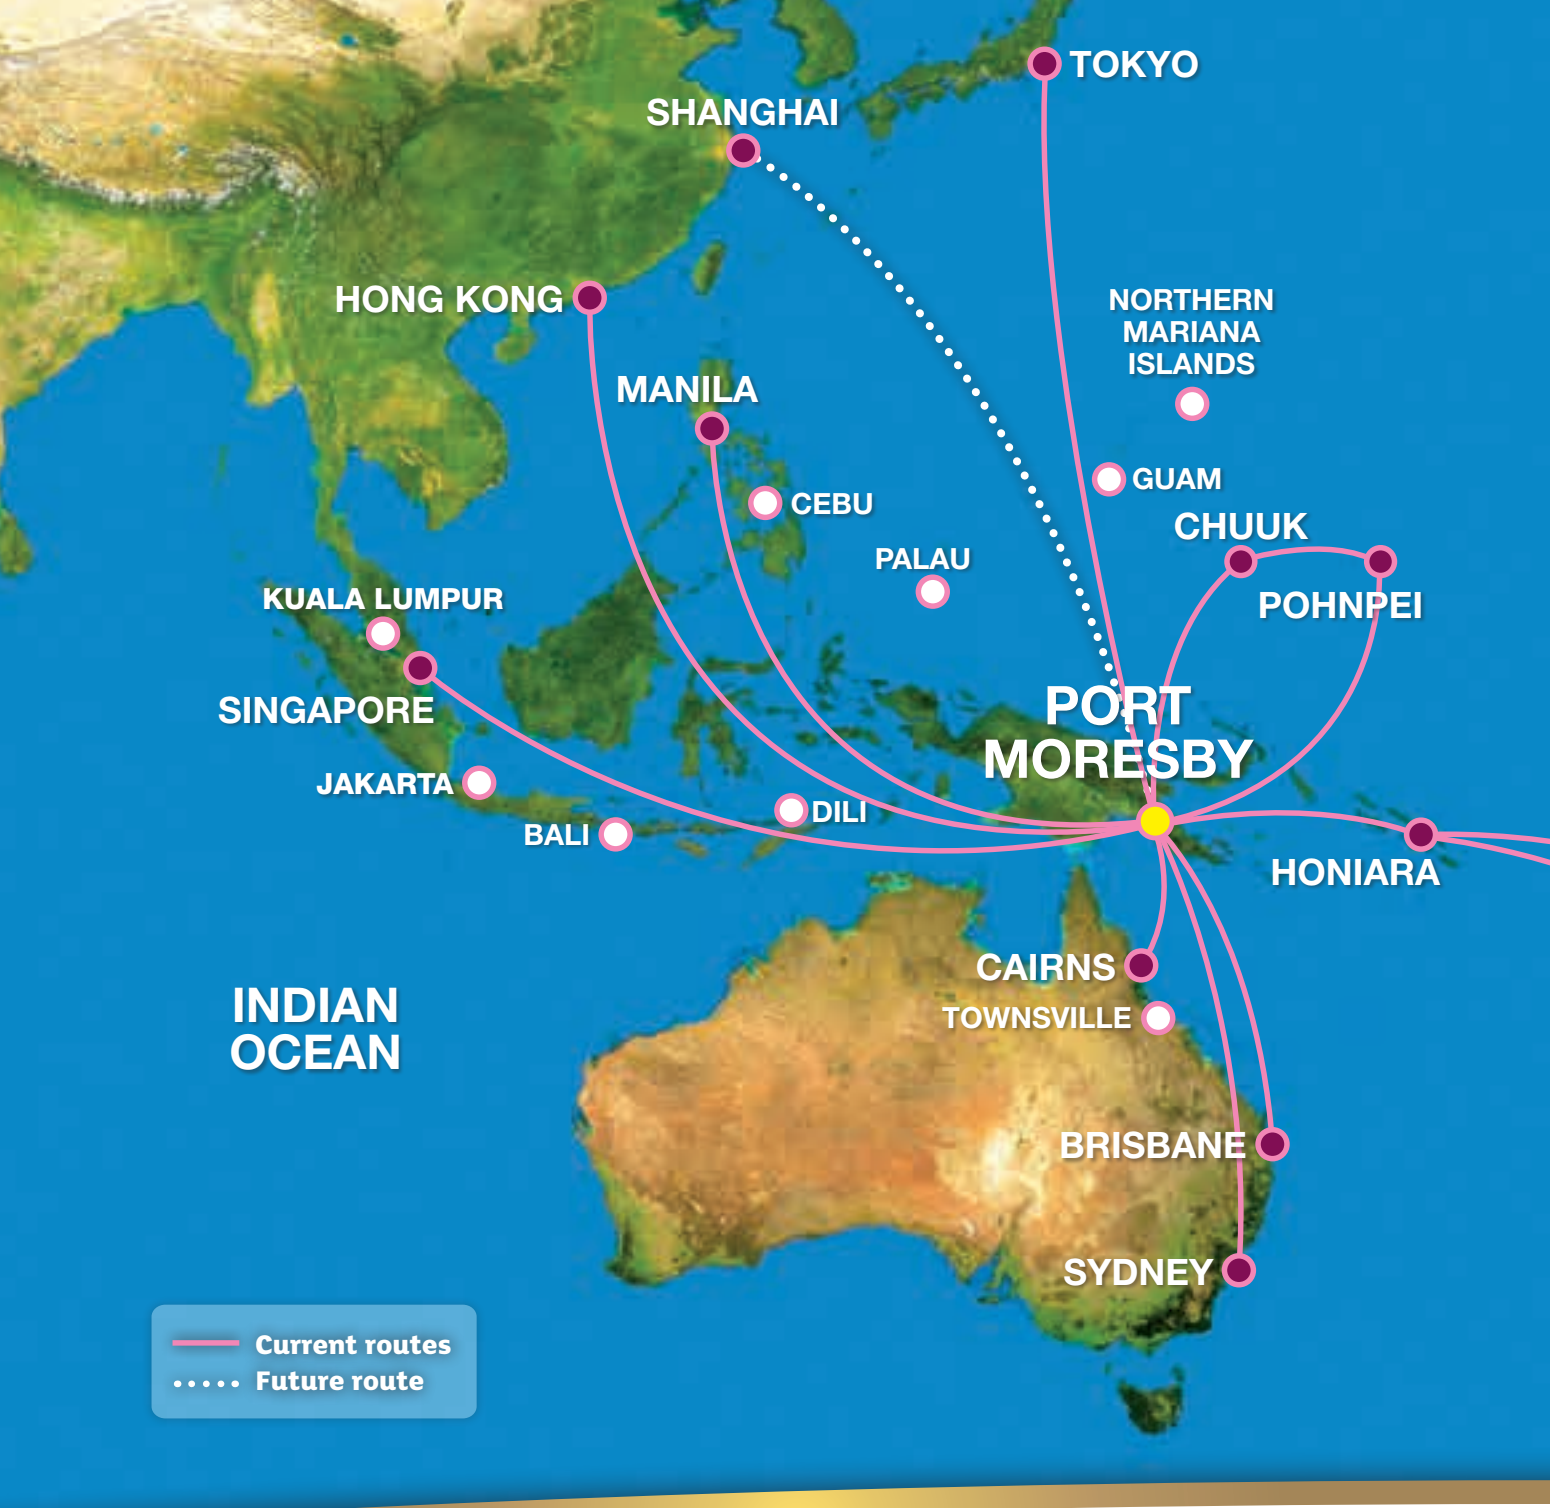 TOKYO
SHANGHAI
HONG KONG
NORTHERN
MARIANA
ISLANDS
MANILA
GUAM
CEBU
CHUUK
PALAU
KUALA LUMPUR
POHNPEI
SINGAPORE
PORT
MORESBY
JAKARTA
DILI
BALI
HONIARA
CAIRNS
TOWNSVILLE
INDIAN
OCEAN
BRISBANE
SYDNEY
Current routes
Future route